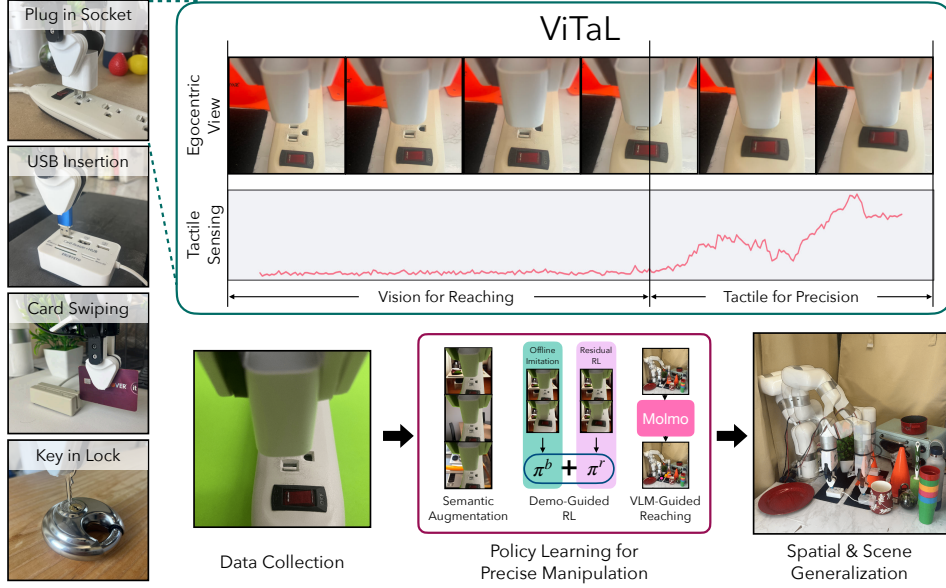 Plug in Socket
USB Insertion
Card Swiping
Key in Lock
ViTaL
Egocentric
View
Tactile
Sensing
Vision for Reaching
Tactile for Precision
Data Collection
Offline
Imitation
Residual
RL
πᵇ + πʳ
Molmo
Semantic
Augmentation
Demo-Guided
RL
VLM-Guided
Reaching
Policy Learning for
Precise Manipulation
Spatial & Scene
Generalization